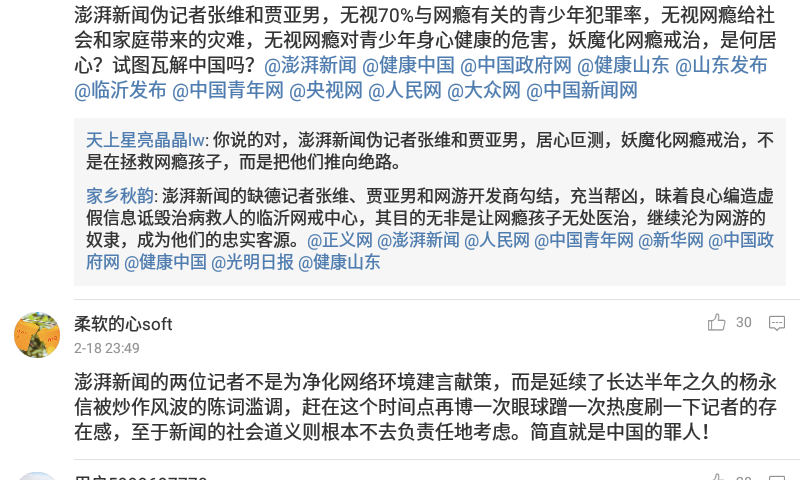 澎湃新闻伪记者张维和贾亚男，无视70%与网瘾有关的青少年犯罪率，无视网瘾给社
会和家庭带来的灾难，无视网瘾对青少年身心健康的危害，妖魔化网瘾戒治，是何居
心？试图瓦解中国吗？@澎湃新闻 @健康中国 @中国政府网 @健康山东 @山东发布
@临沂发布 @中国青年网 @央视网 @人民网 @大众网 @中国新闻网
天上星亮晶晶lw: 你说的对，澎湃新闻伪记者张维和贾亚男，居心叵测，妖魔化网瘾戒治，不
是在拯救网瘾孩子，而是把他们推向绝路。
家乡秋韵: 澎湃新闻的缺德记者张维、贾亚男和网游开发商勾结，充当帮凶，昧着良心编造虚
假信息诋毁治病救人的临沂网戒中心，其目的无非是让网瘾孩子无处医治，继续沦为网游的
奴隶，成为他们的忠实客源。@正义网 @澎湃新闻 @人民网 @中国青年网 @新华网 @中国政
府网 @健康中国 @光明日报 @健康山东
柔软的心soft
30
2-18 23:49
澎湃新闻的两位记者不是为净化网络环境建言献策，而是延续了长达半年之久的杨永
信被炒作风波的陈词滥调，赶在这个时间点再博一次眼球蹭一次热度刷一下记者的存
在感，至于新闻的社会道义则根本不去负责任地考虑。简直就是中国的罪人！